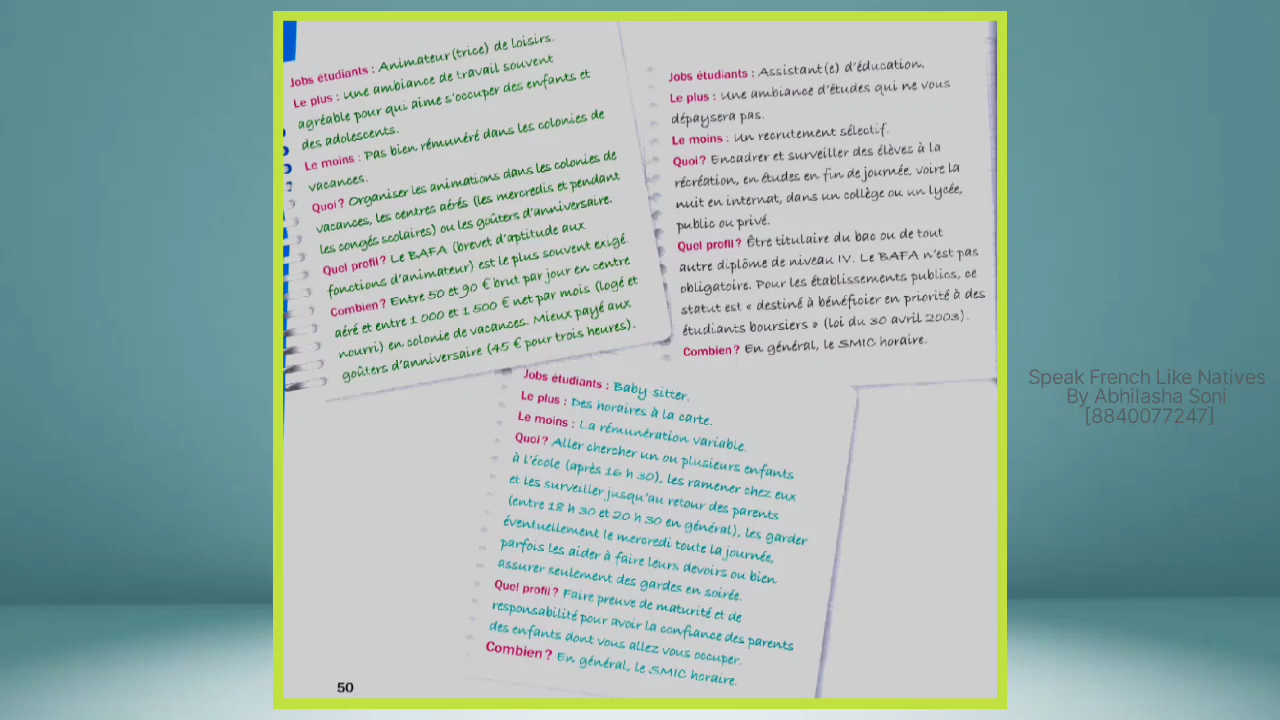 Jobs étudiants : Animateur(trice) de loisirs.
Le plus : Une ambiance de travail souvent
agréable pour qui aime s'occuper des enfants et
des adolescents.
Le moins : Pas bien rémunéré dans les colonies de
vacances.
Quoi ? Organiser les animations dans les colonies de
vacances, les centres aérés (les mercredis et pendant
les congés scolaires) ou les goûters d'anniversaire.
Quel profil ? Le BAFA (brevet d'aptitude aux
fonctions d'animateur) est le plus souvent exigé.
Combien ? Entre 50 et 90 € brut par jour en centre
aéré et entre 1 000 et 1 500 € net par mois (logé et
nourri) en colonie de vacances. Mieux payé aux
goûters d'anniversaire (45 € pour trois heures).
Jobs étudiants : Assistant(e) d'éducation.
Le plus : Une ambiance d'études qui ne vous
dépaysera pas.
Le moins : Un recrutement sélectif.
Quoi ? Encadrer et surveiller des élèves à la
récréation, en études en fin de journée, voire la
nuit en internat, dans un collège ou un lycée,
public ou privé.
Quel profil ? Être titulaire du bac ou de tout
autre diplôme de niveau IV. Le BAFA n'est pas
obligatoire. Pour les établissements publics, ce
statut est « destiné à bénéficier en priorité à des
étudiants boursiers » (loi du 30 avril 2003).
Combien ? En général, le SMIC horaire.
Jobs étudiants : Baby sitter.
Le plus : Des horaires à la carte.
Le moins : La rémunération variable.
Quoi ? Aller chercher un ou plusieurs enfants
à l'école (après 16 h 30), les ramener chez eux
et les surveiller jusqu'au retour des parents
(entre 18 h 30 et 20 h 30 en général), les garder
éventuellement le mercredi toute la journée,
parfois les aider à faire leurs devoirs ou bien
assurer seulement des gardes en soirée.
Quel profil ? Faire preuve de maturité et de
responsabilité pour avoir la confiance des parents
des enfants dont vous allez vous occuper.
Combien ? En général, le SMIC horaire.
50
Speak French Like Natives
By Abhilasha Soni
[8840077247]